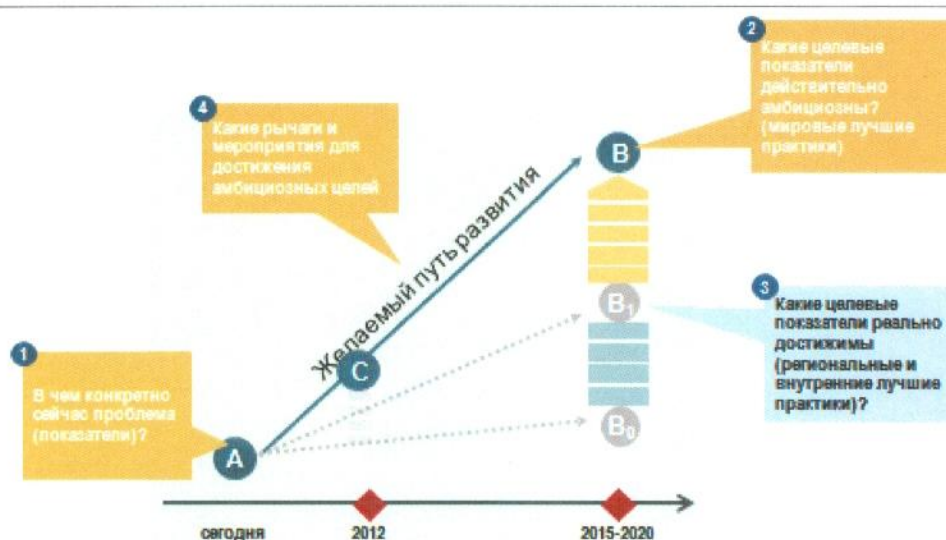 2
Какие целевые
показатели
действительно
амбициозны?
(мировые лучшие
практики)
4
Какие рычаги и
мероприятия для
достижения
амбициозных целей
B
Желаемый путь развития
B₁
3
Какие целевые
показатели реально
достижимы
(региональные и
внутренние лучшие
практики)?
1
В чем конкретно
сейчас проблема
(показатели)?
C
B₀
A
сегодня
2012
2015-2020